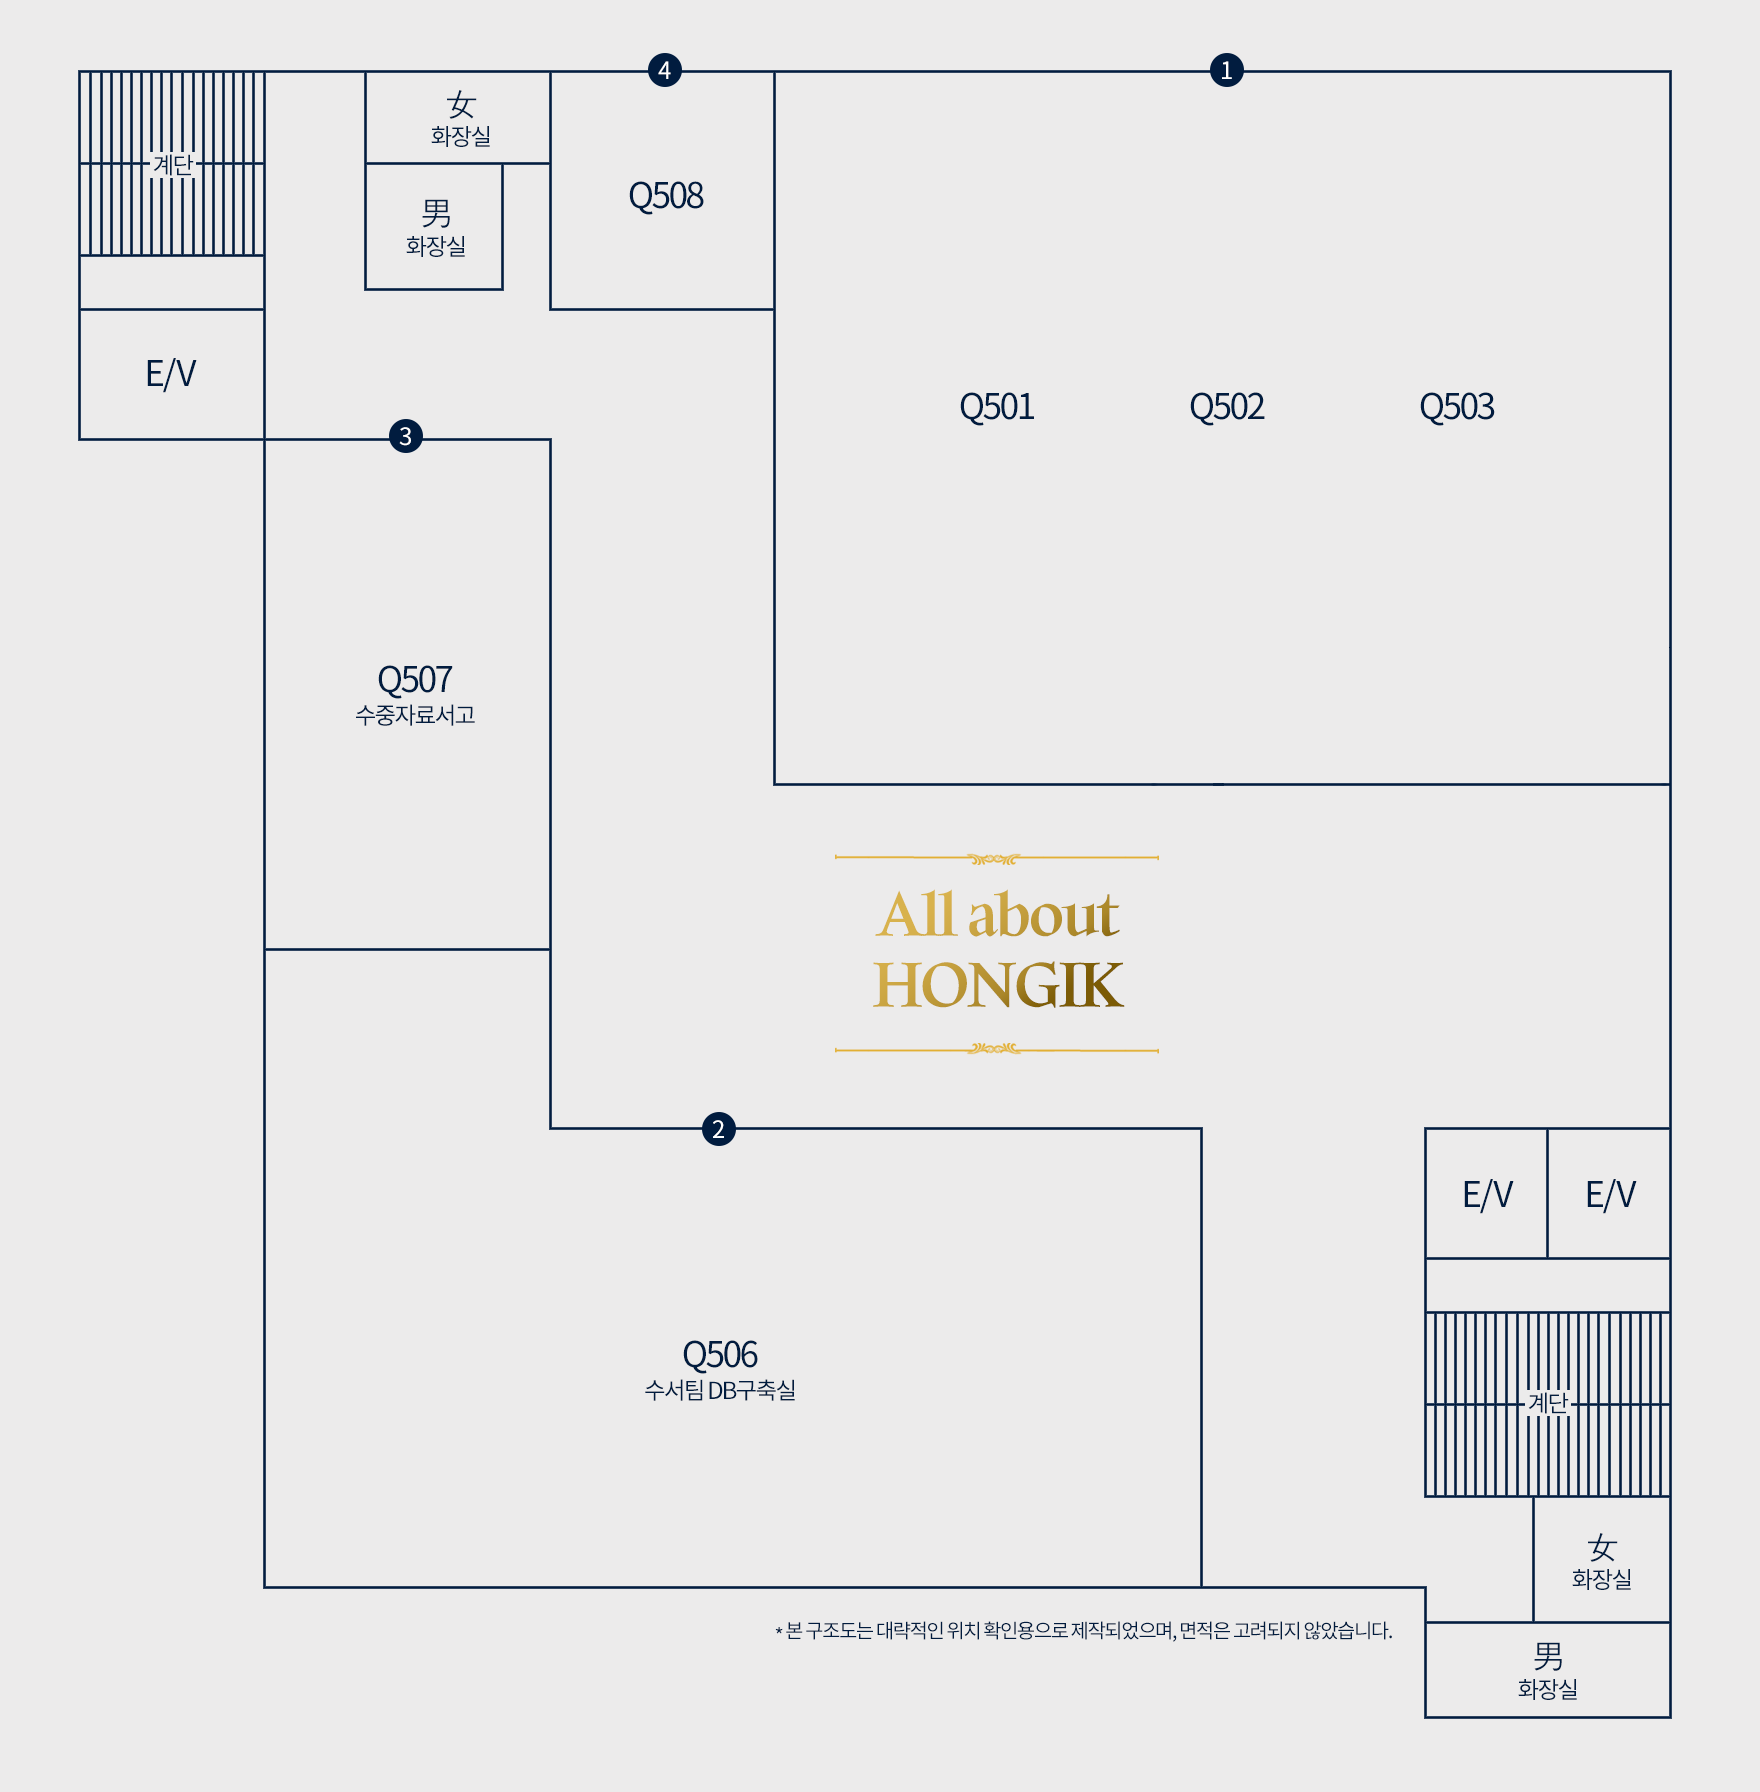 4
1
女
화장실
계단
男
화장실
Q508
E/V
Q501
Q502
Q503
3
Q507
수중자료서고
All about
HONGIK
2
E/V
E/V
Q506
수서팀 DB구축실
계단
女
화장실
* 본 구조도는 대략적인 위치 확인용으로 제작되었으며, 면적은 고려되지 않았습니다.
男
화장실